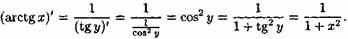 (arctg x)′ = 1/(tg y)′ = 1/(1/cos² y) = cos² y = 1/(1 + tg² y) = 1/(1 + x²).